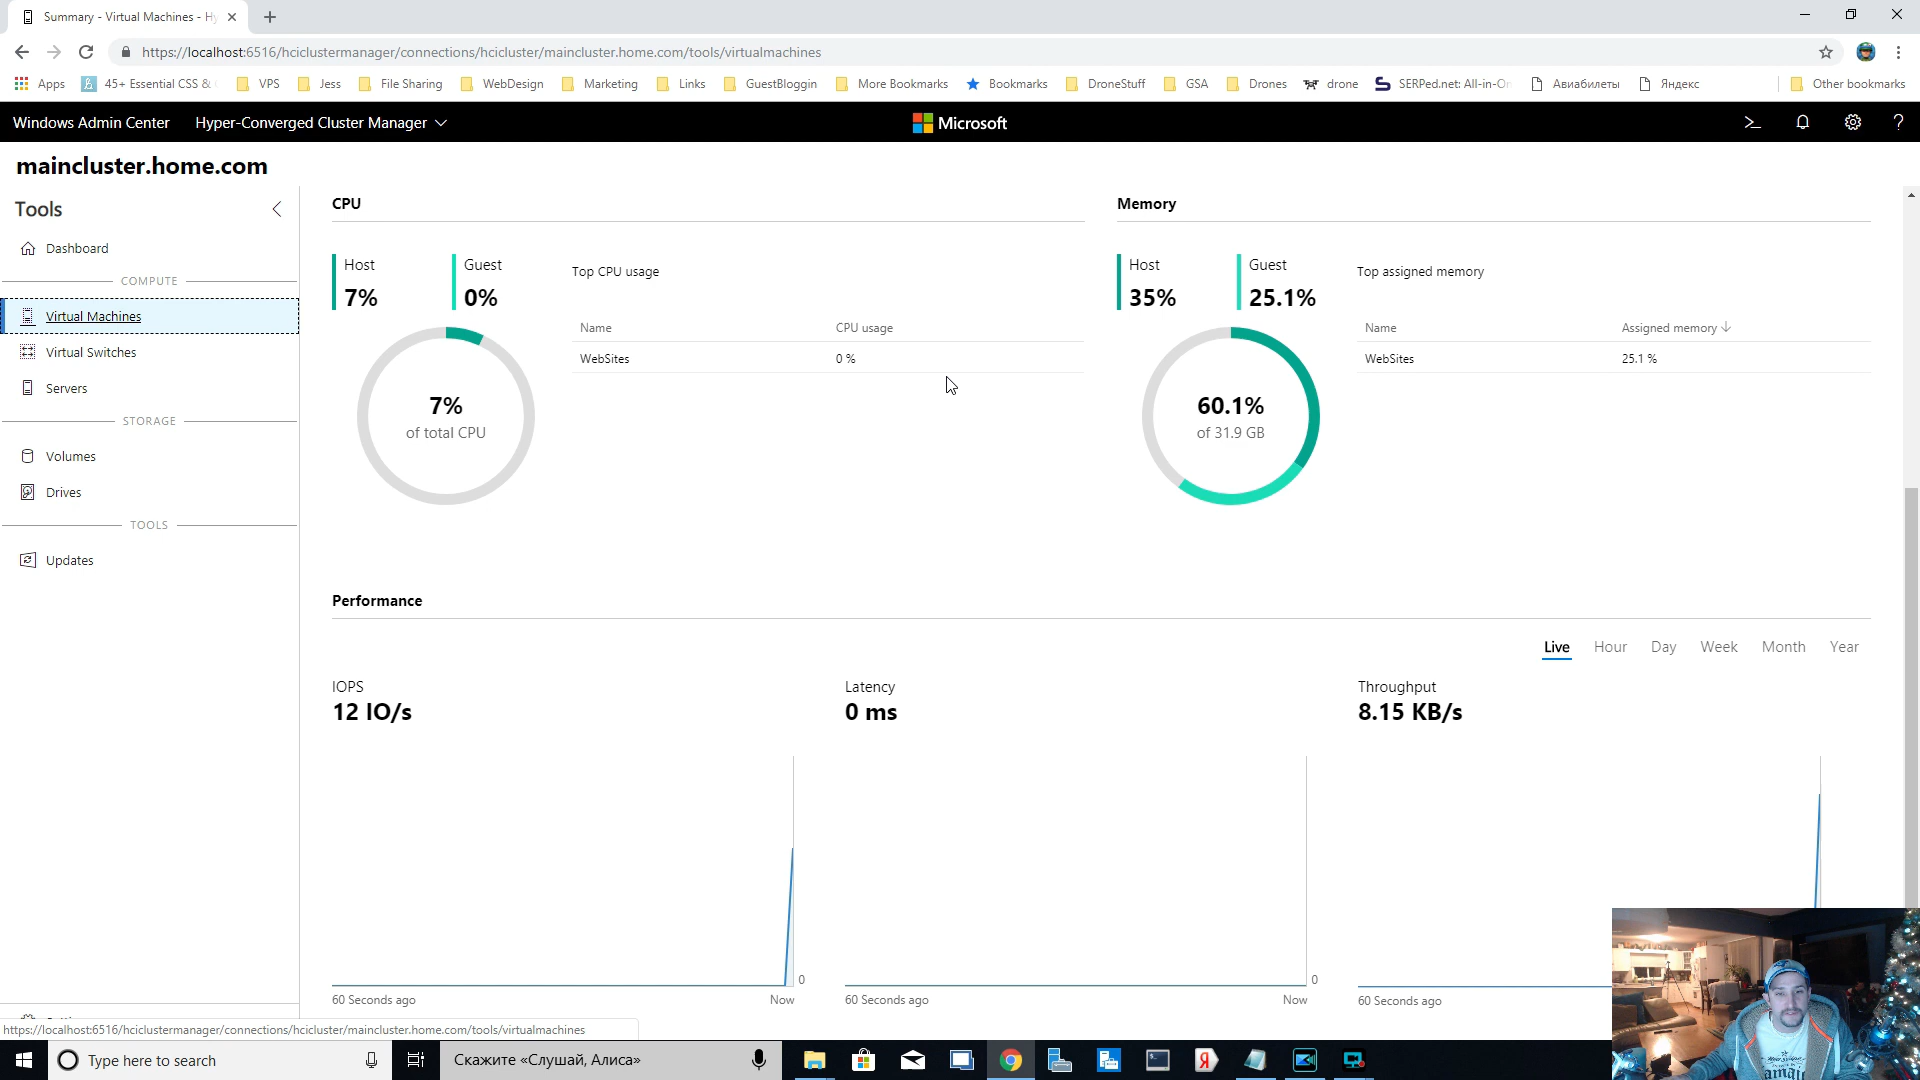 Summary - Virtual Machines - Hy
https://localhost:6516/hciclustermanager/connections/hcicluster/maincluster.home.com/tools/virtualmachines
Apps 45+ Essential CSS & VPS Jess File Sharing WebDesign Marketing Links GuestBloggin More Bookmarks Bookmarks DroneStuff GSA Drones drone SERPed.net: All-in-On Авиабилеты Яндекс Other bookmarks
Windows Admin Center Hyper-Converged Cluster Manager Microsoft
maincluster.home.com
Tools
Dashboard
COMPUTE
Virtual Machines
Virtual Switches
Servers
STORAGE
Volumes
Drives
TOOLS
Updates
CPU
Host Guest
7% 0%
7%
of total CPU
Top CPU usage
Name CPU usage
WebSites 0 %
Memory
Host Guest
35% 25.1%
60.1%
of 31.9 GB
Top assigned memory
Name Assigned memory
WebSites 25.1 %
Performance
Live Hour Day Week Month Year
IOPS
12 IO/s
0
60 Seconds ago Now
Latency
0 ms
0
60 Seconds ago Now
Throughput
8.15 KB/s
60 Seconds ago
https://localhost:6516/hciclustermanager/connections/hcicluster/maincluster.home.com/tools/virtualmachines
Type here to search
Скажите «Слушай, Алиса»